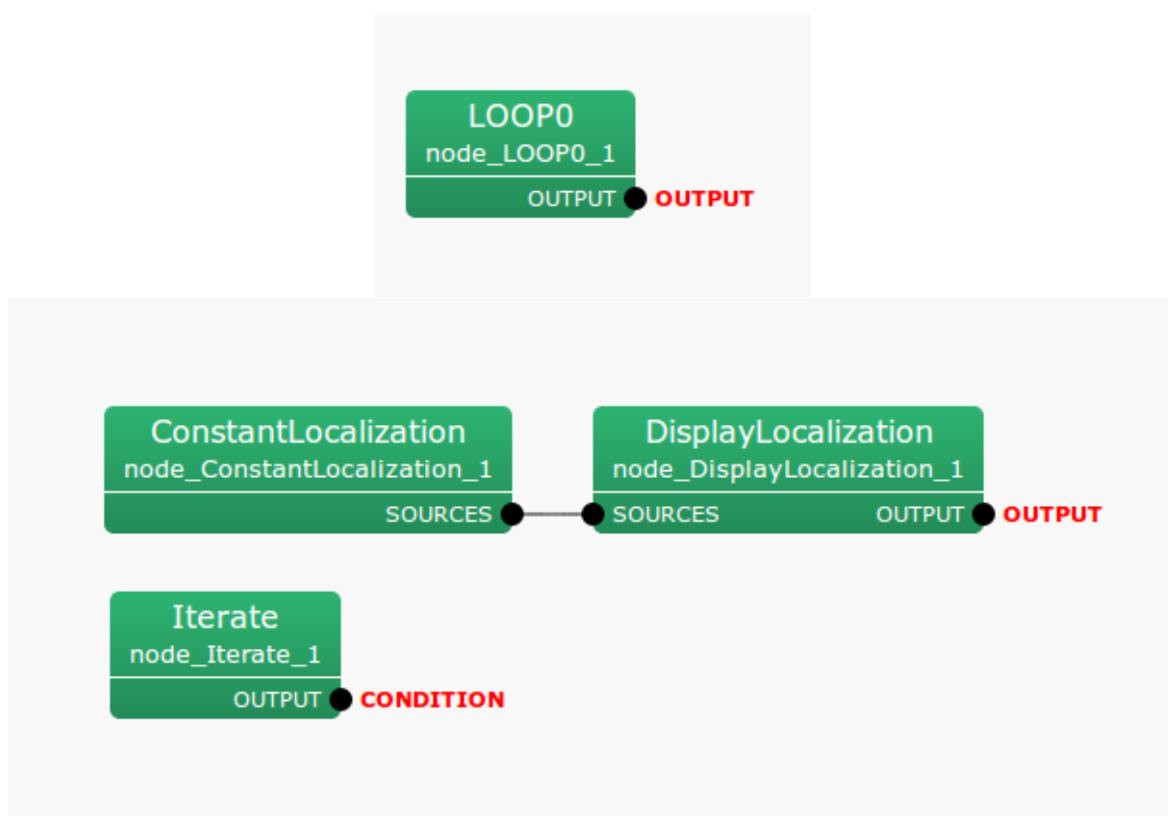 LOOP0
node_LOOP0_1
OUTPUT OUTPUT
ConstantLocalization
node_ConstantLocalization_1
SOURCES
DisplayLocalization
node_DisplayLocalization_1
SOURCES OUTPUT OUTPUT
Iterate
node_Iterate_1
OUTPUT CONDITION